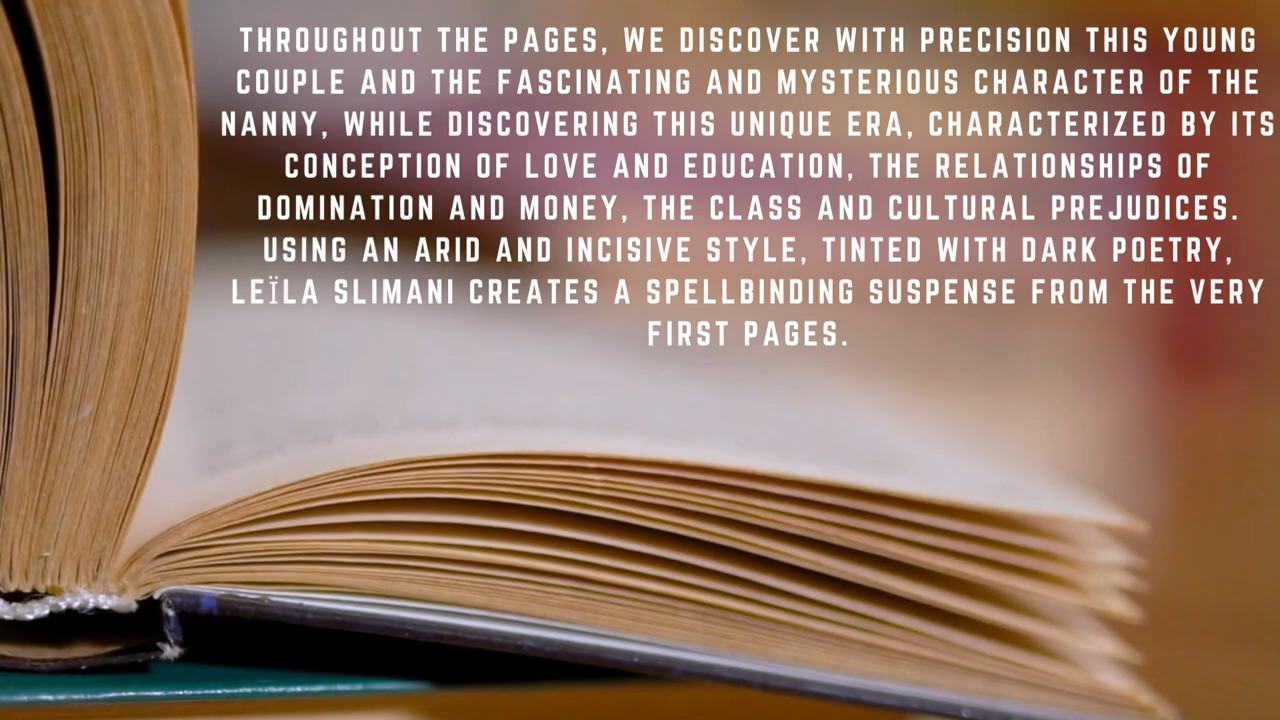 THROUGHOUT THE PAGES, WE DISCOVER WITH PRECISION THIS YOUNG
COUPLE AND THE FASCINATING AND MYSTERIOUS CHARACTER OF THE
NANNY, WHILE DISCOVERING THIS UNIQUE ERA, CHARACTERIZED BY ITS
CONCEPTION OF LOVE AND EDUCATION, THE RELATIONSHIPS OF
DOMINATION AND MONEY, THE CLASS AND CULTURAL PREJUDICES.
USING AN ARID AND INCISIVE STYLE, TINTED WITH DARK POETRY,
LEÏLA SLIMANI CREATES A SPELLBINDING SUSPENSE FROM THE VERY
FIRST PAGES.